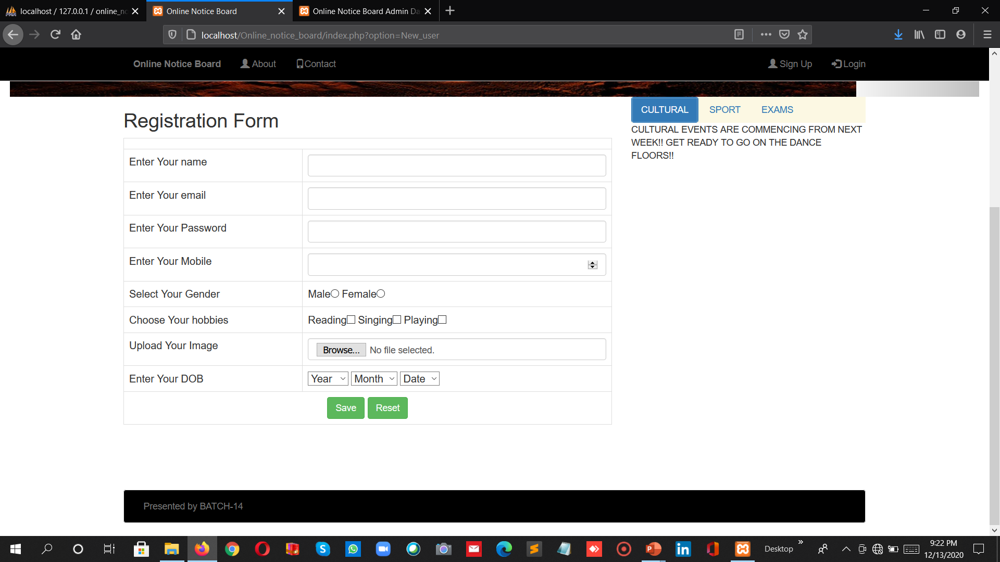 localhost / 127.0.0.1 / online_no
Online Notice Board
Online Notice Board Admin Da
localhost/Online_notice_board/index.php?option=New_user
Online Notice Board
About
Contact
Sign Up
Login
CULTURAL
SPORT
EXAMS
CULTURAL EVENTS ARE COMMENCING FROM NEXT
WEEK!! GET READY TO GO ON THE DANCE
FLOORS!!
Registration Form
Enter Your name
Enter Your email
Enter Your Password
Enter Your Mobile
Select Your Gender
Male Female
Choose Your hobbies
Reading Singing Playing
Upload Your Image
Browse... No file selected.
Enter Your DOB
Year Month Date
Save Reset
Presented by BATCH-14
Desktop
9:22 PM
12/13/2020